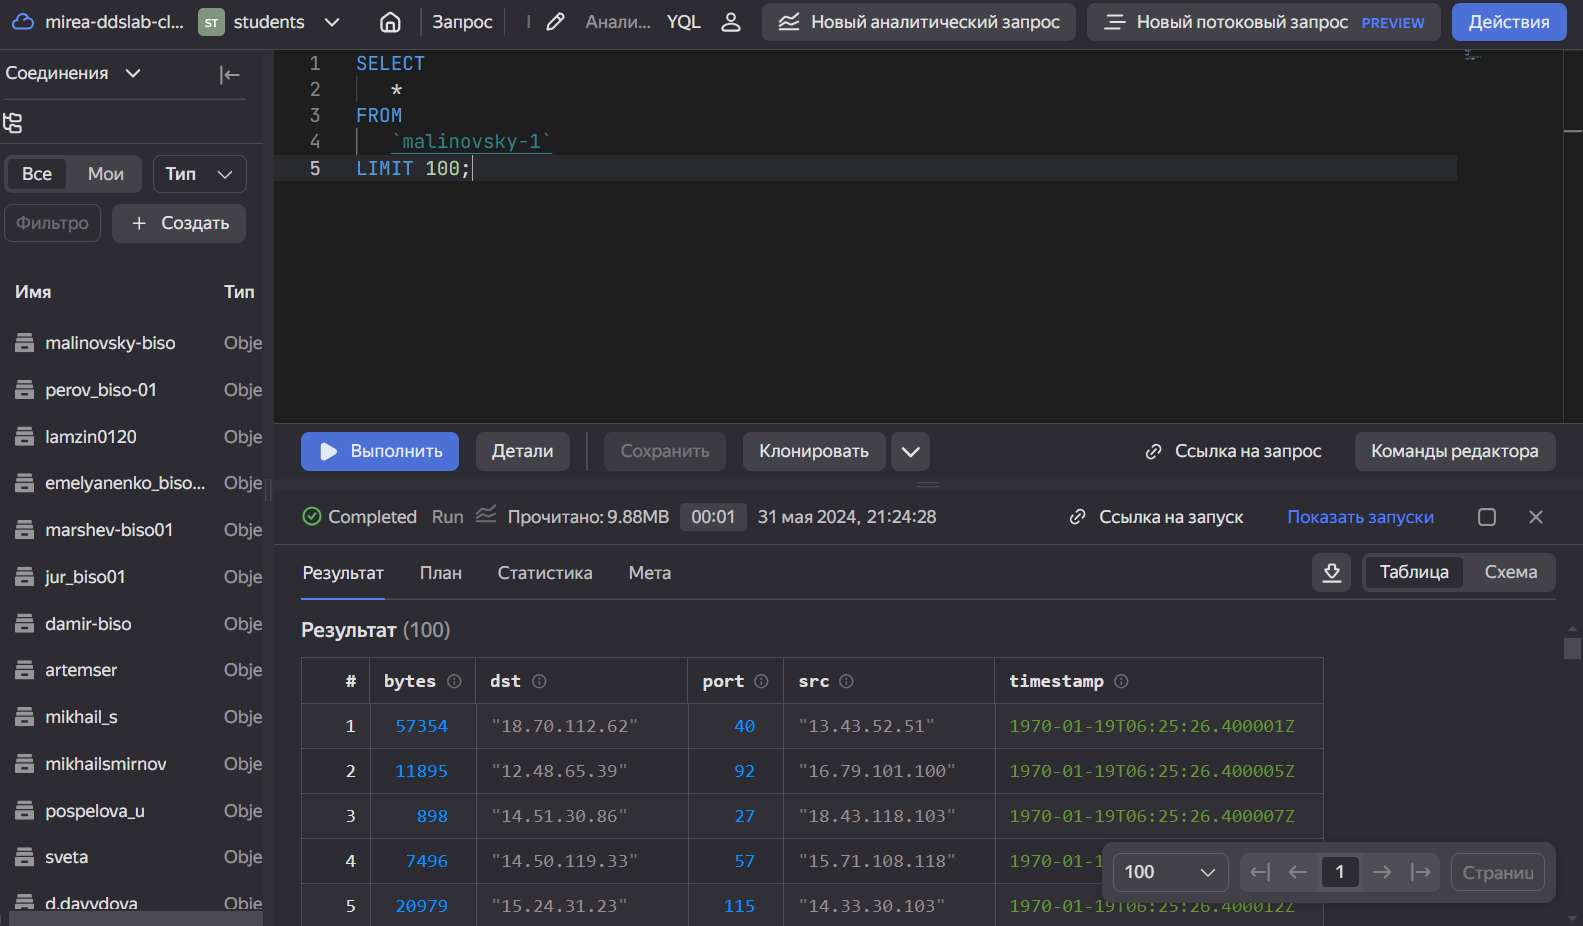 mirea-ddslab-cl... ST students Запрос Анали... YQL Новый аналитический запрос Новый потоковый запрос PREVIEW Действия
Соединения
Все Мои Тип
Фильтро + Создать
Имя Тип
malinovsky-biso Obje
perov_biso-01 Obje
lamzin0120 Obje
emelyanenko_biso... Obje
marshev-biso01 Obje
jur_biso01 Obje
damir-biso Obje
artemser Obje
mikhail_s Obje
mikhailsmirnov Obje
pospelova_u Obje
sveta Obje
d.davydova Obje
1 SELECT
2 *
3 FROM
4 `malinovsky-1`
5 LIMIT 100;
Выполнить Детали Сохранить Клонировать Ссылка на запрос Команды редактора
Completed Run Прочитано: 9.88MB 00:01 31 мая 2024, 21:24:28 Ссылка на запуск Показать запуски
Результат План Статистика Мета Таблица Схема
Результат (100)
# bytes dst port src timestamp
1 57354 "18.70.112.62" 40 "13.43.52.51" 1970-01-19T06:25:26.400001Z
2 11895 "12.48.65.39" 92 "16.79.101.100" 1970-01-19T06:25:26.400005Z
3 898 "14.51.30.86" 27 "18.43.118.103" 1970-01-19T06:25:26.400007Z
4 7496 "14.50.119.33" 57 "15.71.108.118" 1970-01-1
5 20979 "15.24.31.23" 115 "14.33.30.103" 1970-01-19T06:25:26.400012Z
100 1 Страниц